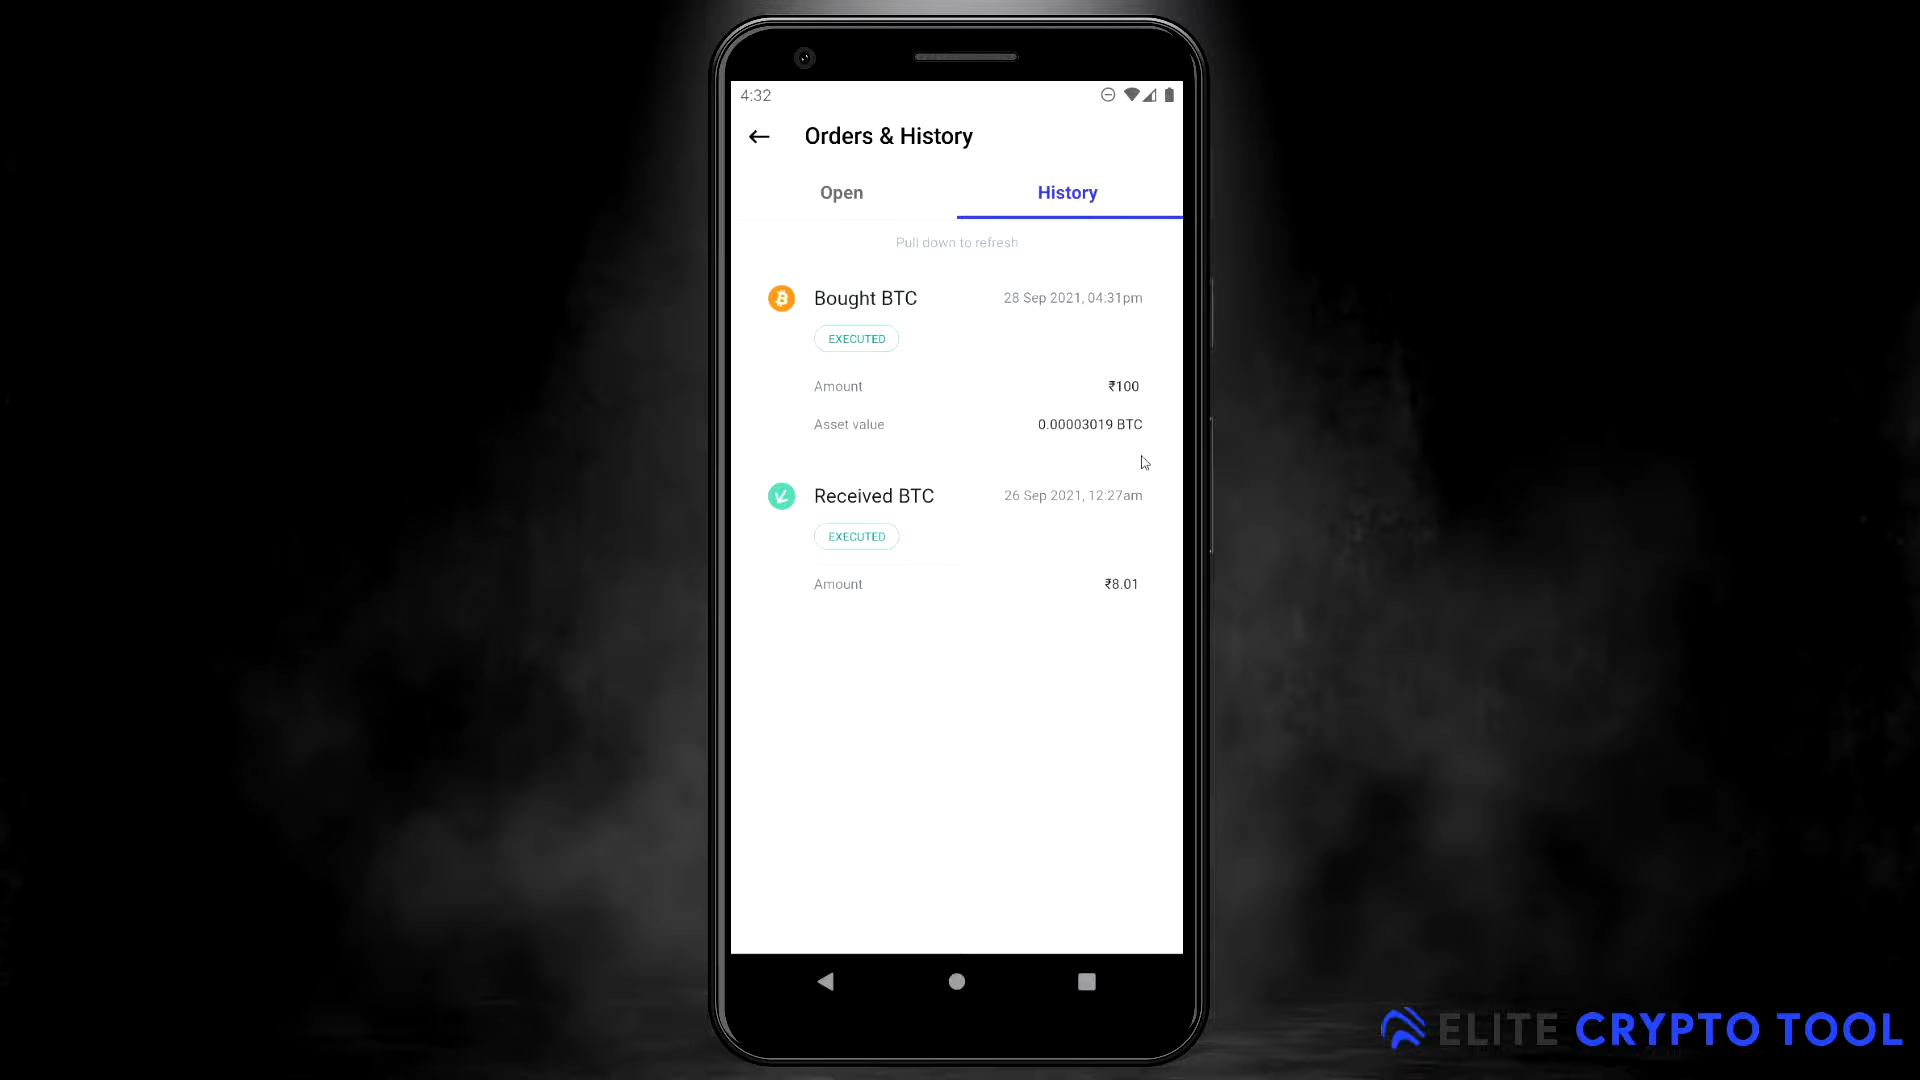 4:32
Orders & History
Open
History
Pull down to refresh
Bought BTC
28 Sep 2021, 04:31pm
EXECUTED
Amount
₹100
Asset value
0.00003019 BTC
Received BTC
26 Sep 2021, 12:27am
EXECUTED
Amount
₹8.01
ELITE CRYPTO TOOL